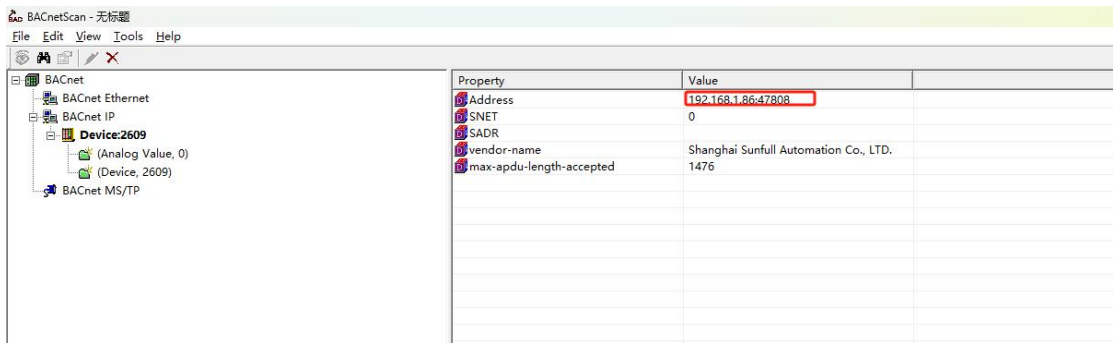 BACnetScan - 无标题
File Edit View Tools Help
BACnet
BACnet Ethernet
BACnet IP
Device:2609
(Analog Value, 0)
(Device, 2609)
BACnet MS/TP
Property Value
Address 192.168.1.86:47808
SNET 0
SADR
vendor-name Shanghai Sunfull Automation Co., LTD.
max-apdu-length-accepted 1476